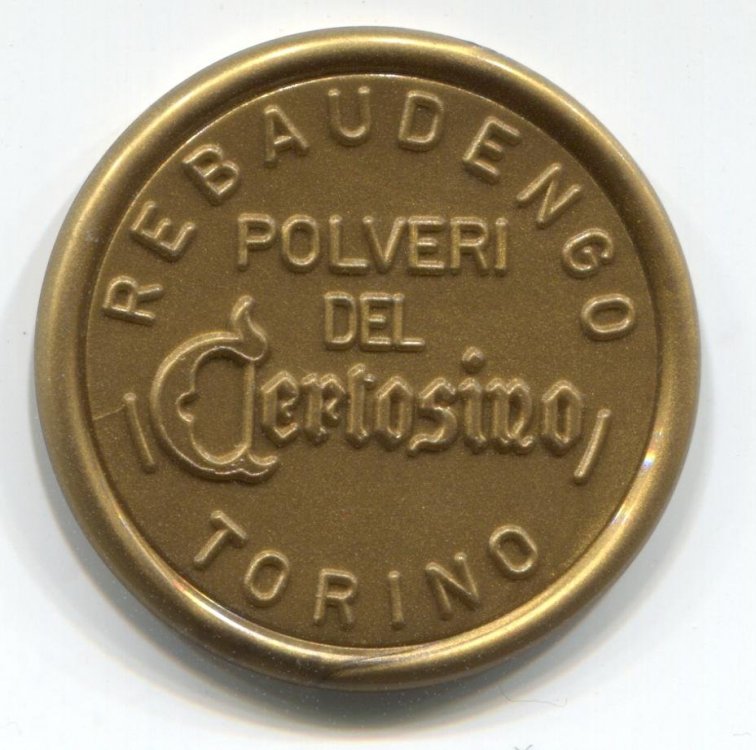 REBAUDENGO
POLVERI
DEL
Certosino
TORINO